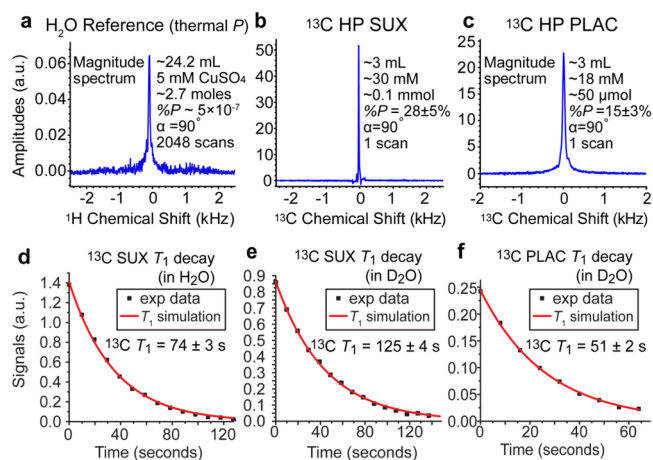 a H₂O Reference (thermal P)
Magnitude spectrum
~24.2 mL
5 mM CuSO₄
~2.7 moles
%P ~ 5×10⁻⁷
α =90°
2048 scans
Amplitudes (a.u.)
0.06
0.04
0.02
0.00
-2 -1 0 1 2
¹H Chemical Shift (kHz)
b ¹³C HP SUX
~3 mL
~30 mM
~0.1 mmol
%P = 28±5%
α=90°
1 scan
50
40
30
20
10
0
-2 -1 0 1 2
¹³C Chemical Shift (kHz)
c ¹³C HP PLAC
Magnitude spectrum
~3 mL
~18 mM
~50 μmol
%P = 15±3%
α=90°
1 scan
25
20
15
10
5
0
-2 -1 0 1 2
¹³C Chemical Shift (kHz)
d ¹³C SUX T₁ decay
(in H₂O)
exp data
T₁ simulation
¹³C T₁ = 74 ± 3 s
Signals (a.u.)
1.4
1.2
1.0
0.8
0.6
0.4
0.2
0.0
0 40 80 120
Time (seconds)
e ¹³C SUX T₁ decay
(in D₂O)
exp data
T₁ simulation
¹³C T₁ = 125 ± 4 s
0.9
0.8
0.7
0.6
0.5
0.4
0.3
0.2
0.1
0.0
0 40 80 120
Time (seconds)
f ¹³C PLAC T₁ decay
(in D₂O)
exp data
T₁ simulation
¹³C T₁ = 51 ± 2 s
0.25
0.20
0.15
0.10
0.05
0.00
0 20 40 60
Time (seconds)